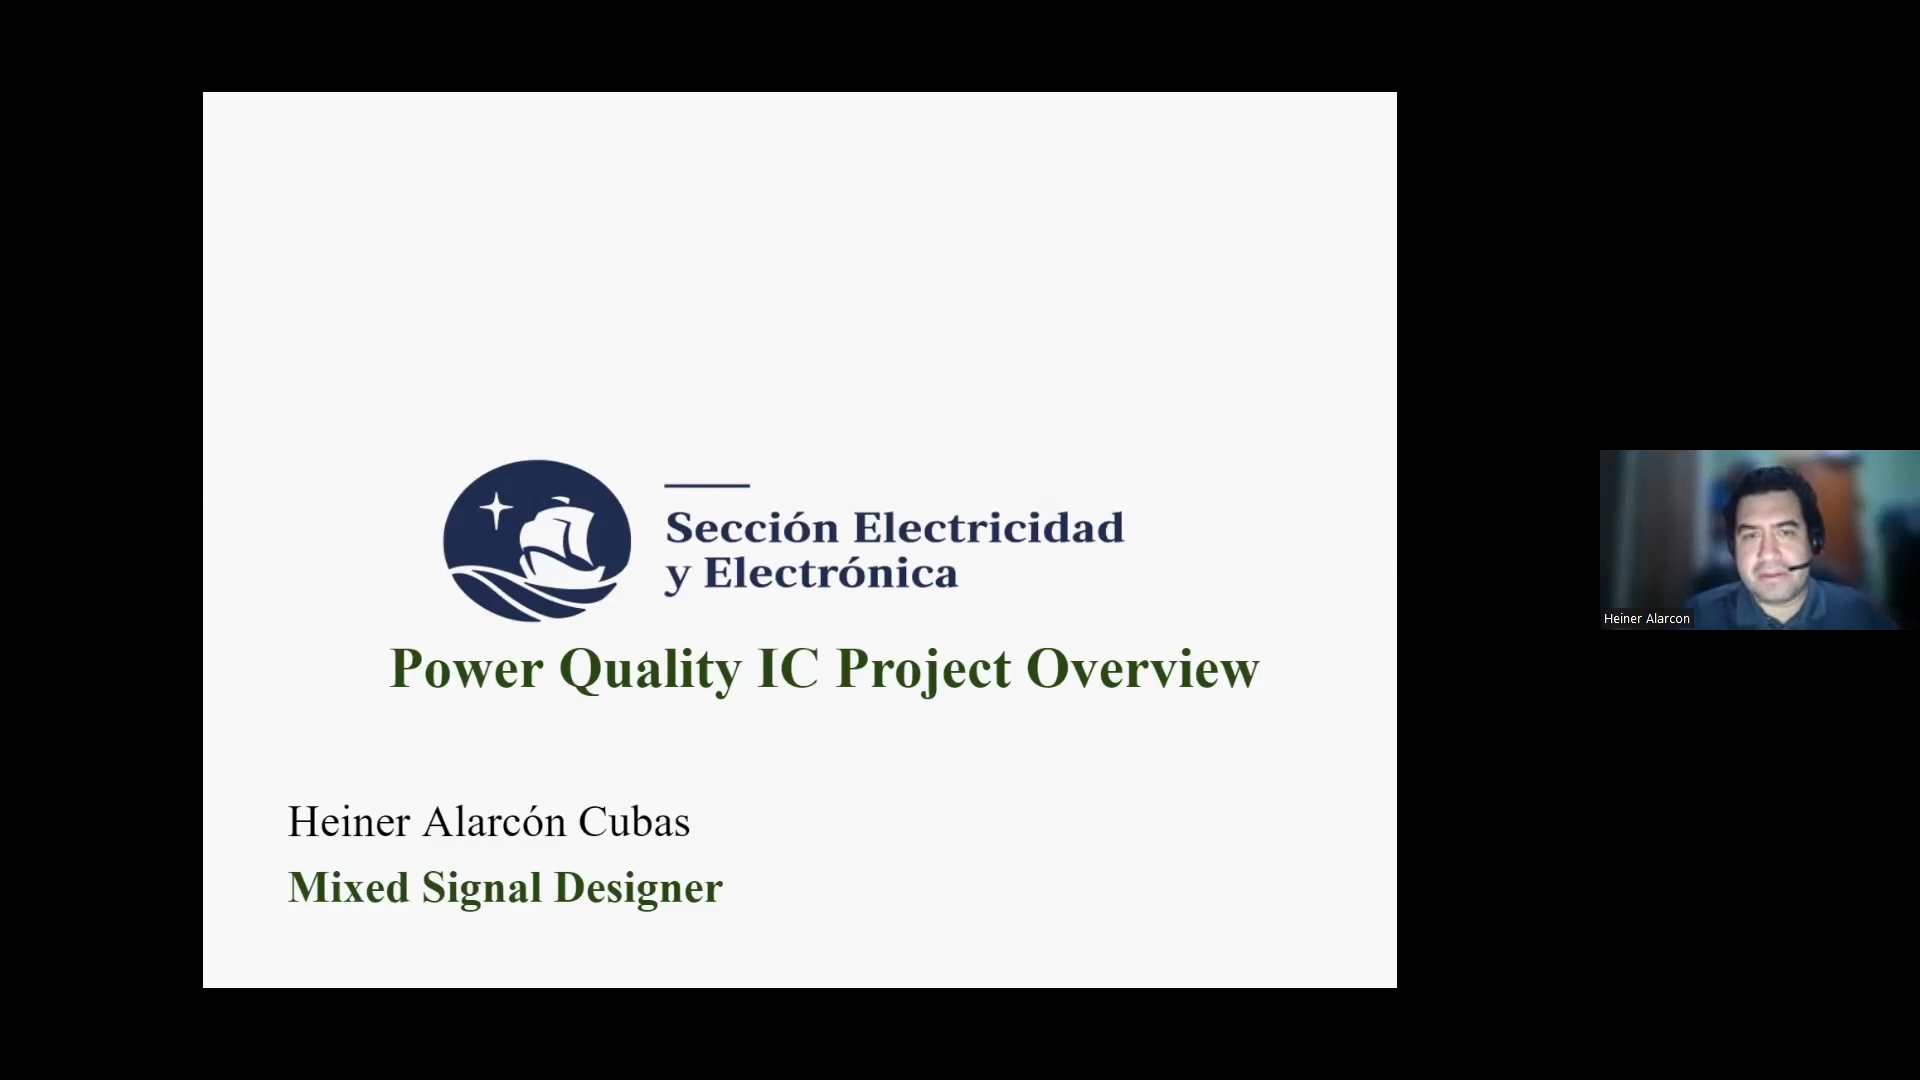 Sección Electricidad
y Electrónica
Power Quality IC Project Overview
Heiner Alarcón Cubas
Mixed Signal Designer
Heiner Alarcon